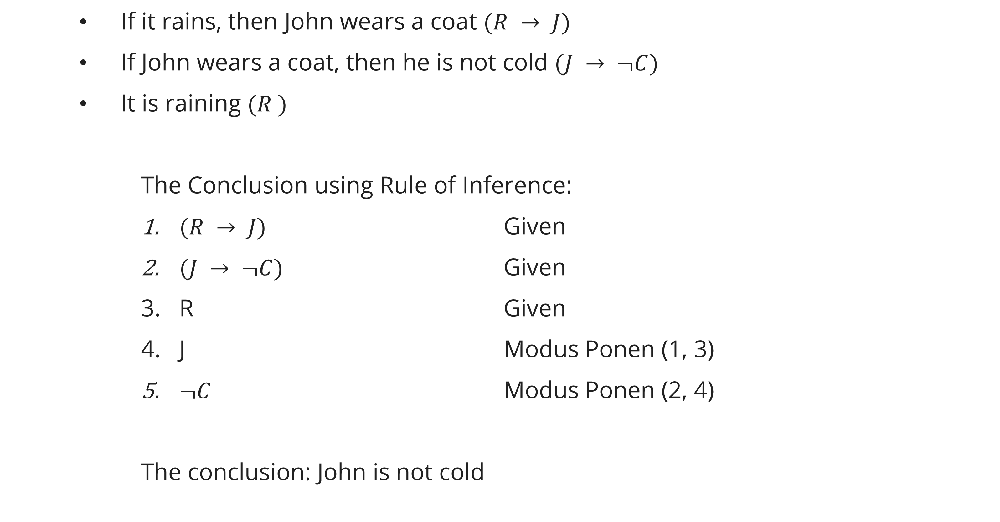 • If it rains, then John wears a coat (R → J)
• If John wears a coat, then he is not cold (J → ¬C)
• It is raining (R )
The Conclusion using Rule of Inference:
1. (R → J) Given
2. (J → ¬C) Given
3. R Given
4. J Modus Ponen (1, 3)
5. ¬C Modus Ponen (2, 4)
The conclusion: John is not cold